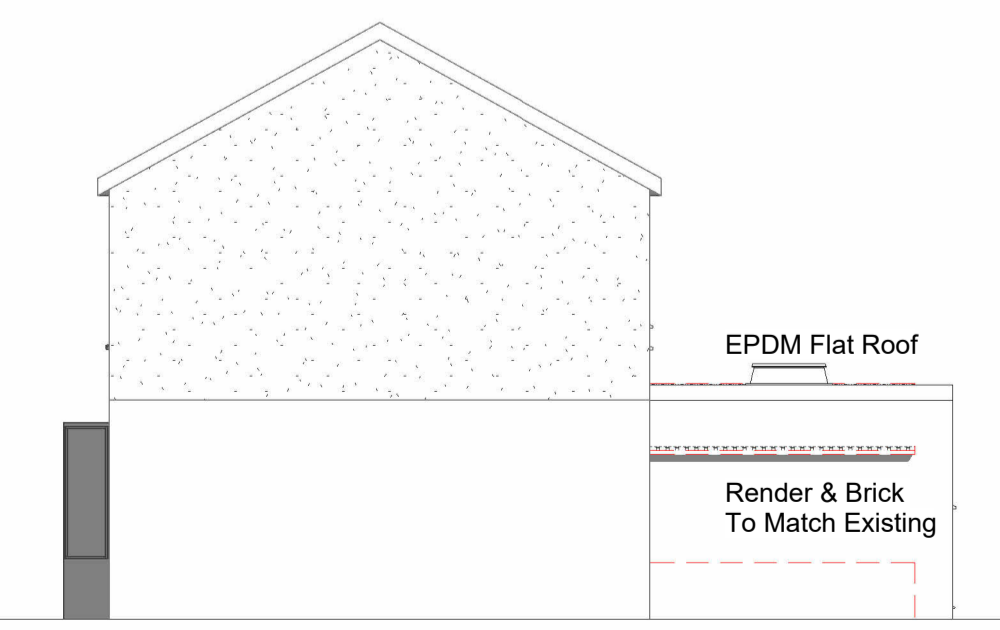 EPDM Flat Roof
Render & Brick
To Match Existing